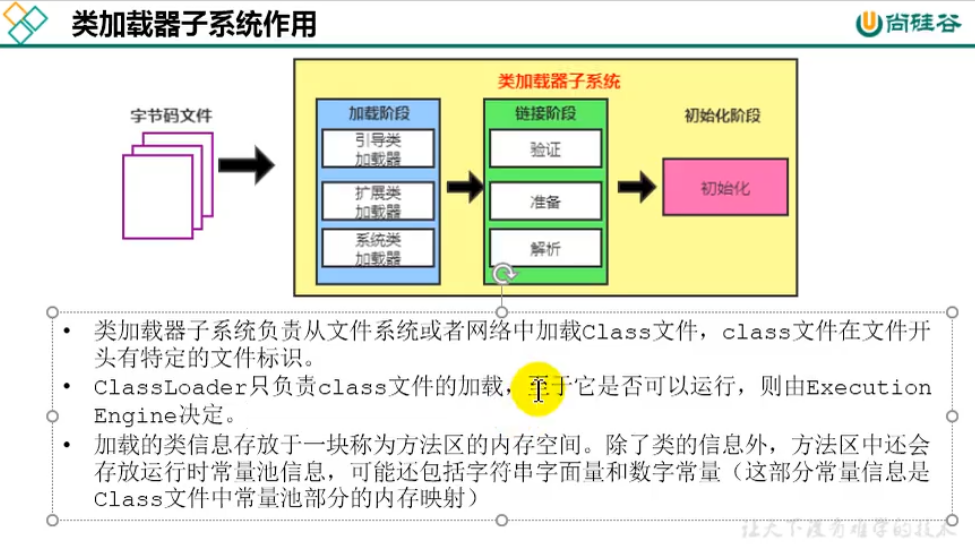 类加载器子系统作用
尚硅谷
类加载器子系统
字节码文件
加载阶段
引导类
加载器
扩展类
加载器
系统类
加载器
链接阶段
验证
准备
解析
初始化阶段
初始化
• 类加载器子系统负责从文件系统或者网络中加载Class文件，class文件在文件开
头有特定的文件标识。
• ClassLoader只负责class文件的加载，至于它是否可以运行，则由Execution
Engine决定。
• 加载的类信息存放于一块称为方法区的内存空间。除了类的信息外，方法区中还会
存放运行时常量池信息，可能还包括字符串字面量和数字常量（这部分常量信息是
Class文件中常量池部分的内存映射）
让天下没有难学的技术